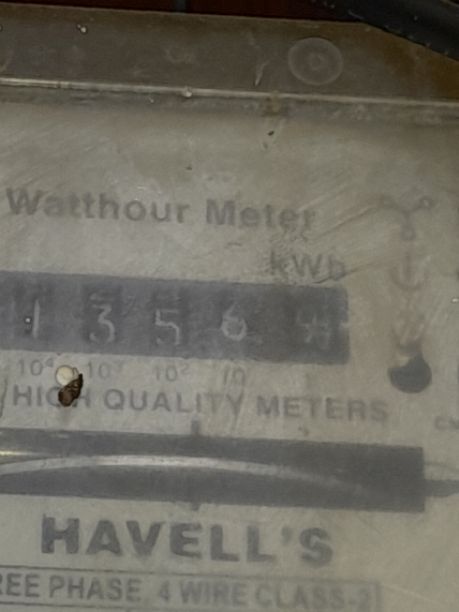 Watthour Meter
kWh
1 3 5 6
10⁴ 10³ 10² 10
HIGH QUALITY METERS
HAVELL'S
REE PHASE, 4 WIRE CLASS-2